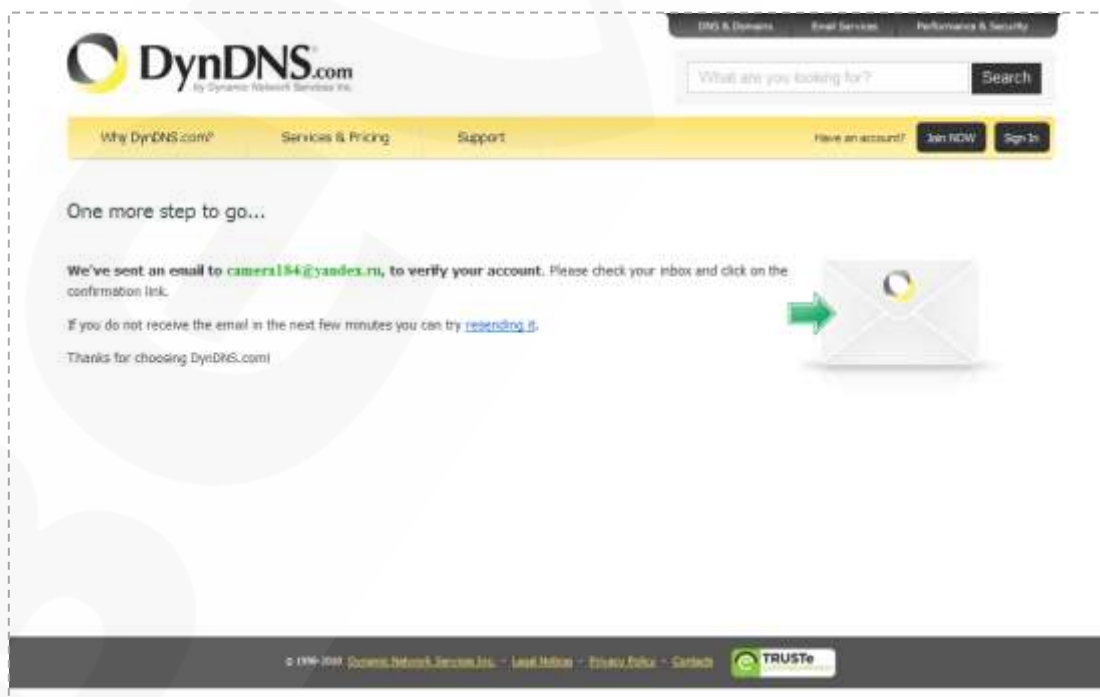 DNS & Domains Email Services Performance & Security
DynDNS.com
by Dynamic Network Services Inc.
What are you looking for? Search
Why DynDNS.com? Services & Pricing Support Have an account? Join NOW Sign In
One more step to go...
We've sent an email to camera184@yandex.ru, to verify your account. Please check your inbox and click on the
confirmation link.
If you do not receive the email in the next few minutes you can try resending it.
Thanks for choosing DynDNS.com!
© 1998-2010 Dynamic Network Services Inc. - Legal Notices - Privacy Policy - Contacts TRUSTe